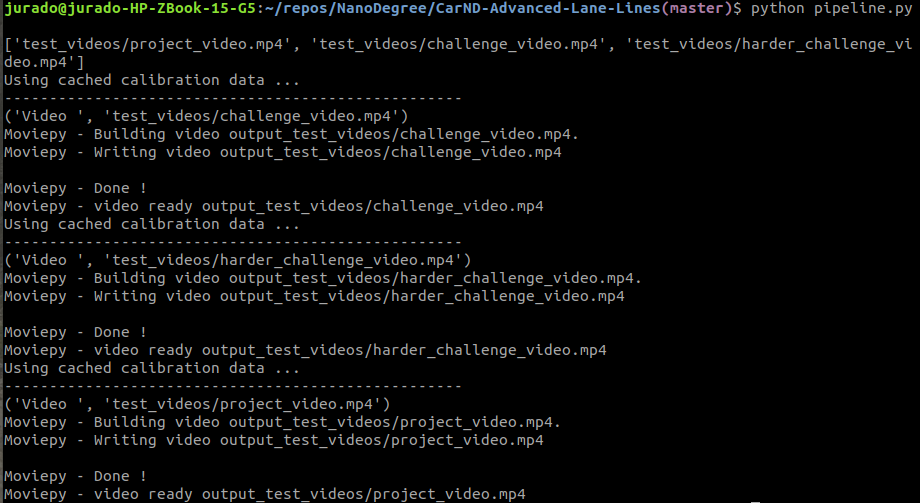 jurado@jurado-HP-ZBook-15-G5:~/repos/NanoDegree/CarND-Advanced-Lane-Lines(master)$ python pipeline.py
['test_videos/project_video.mp4', 'test_videos/challenge_video.mp4', 'test_videos/harder_challenge_vi
deo.mp4']
Using cached calibration data ...
---------------------------------------------------
('Video ', 'test_videos/challenge_video.mp4')
Moviepy - Building video output_test_videos/challenge_video.mp4.
Moviepy - Writing video output_test_videos/challenge_video.mp4

Moviepy - Done !
Moviepy - video ready output_test_videos/challenge_video.mp4
Using cached calibration data ...
---------------------------------------------------
('Video ', 'test_videos/harder_challenge_video.mp4')
Moviepy - Building video output_test_videos/harder_challenge_video.mp4.
Moviepy - Writing video output_test_videos/harder_challenge_video.mp4

Moviepy - Done !
Moviepy - video ready output_test_videos/harder_challenge_video.mp4
Using cached calibration data ...
---------------------------------------------------
('Video ', 'test_videos/project_video.mp4')
Moviepy - Building video output_test_videos/project_video.mp4.
Moviepy - Writing video output_test_videos/project_video.mp4

Moviepy - Done !
Moviepy - video ready output_test_videos/project_video.mp4